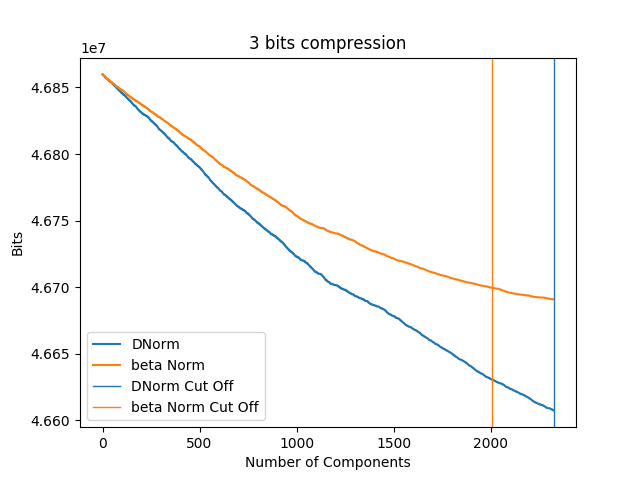 3 bits compression
1e7
4.685
4.680
4.675
4.670
4.665
4.660
Bits
DNorm
beta Norm
DNorm Cut Off
beta Norm Cut Off
0 500 1000 1500 2000
Number of Components